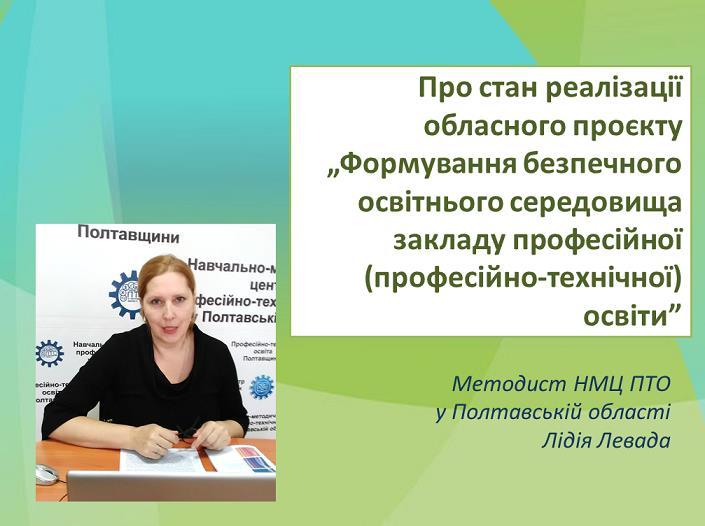 Про стан реалізації
обласного проєкту
„Формування безпечного
освітнього середовища
закладу професійної
(професійно-технічної)
освіти”
Методист НМЦ ПТО
у Полтавській області
Лідія Левада
Полтавщини
Навчально-м
цент
фесійно-тех
у Полтавські